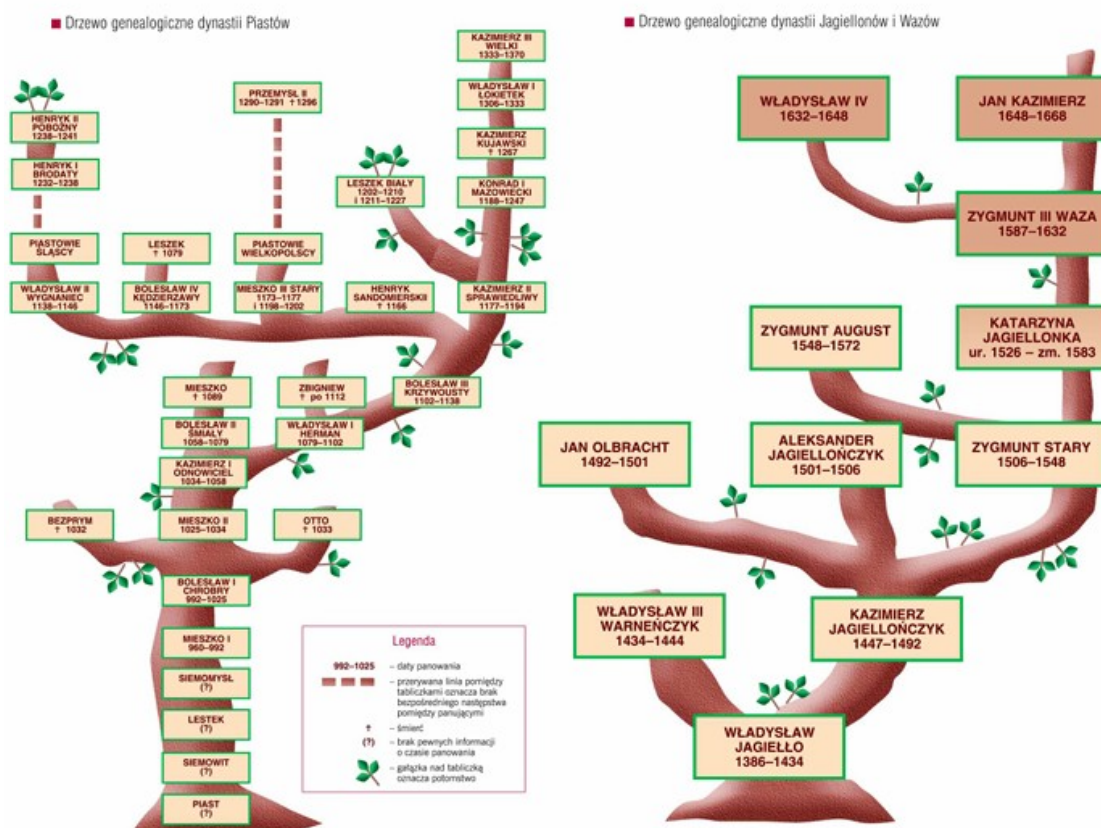 Drzewo genealogiczne dynastii Piastów
KAZIMIERZ III
WIELKI
1333–1370
PRZEMYSŁ II
1290–1291 †1296
WŁADYSŁAW I
ŁOKIETEK
1306–1333
HENRYK II
POBOŻNY
1238–1241
KAZIMIERZ
KUJAWSKI
† 1267
HENRYK I
BRODATY
1232–1238
LESZEK BIAŁY
1202–1210
i 1211–1227
KONRAD I
MAZOWIECKI
1188–1247
PIASTOWIE
ŚLĄSCY
LESZEK
† 1079
PIASTOWIE
WIELKOPOLSCY
WŁADYSŁAW II
WYGNANIEC
1138–1146
BOLESŁAW IV
KĘDZIERZAWY
1146–1173
MIESZKO III STARY
1173–1177
i 1198–1202
HENRYK
SANDOMIERSKII
† 1166
KAZIMIERZ II
SPRAWIEDLIWY
1177–1194
MIESZKO
† 1089
ZBIGNIEW
† po 1112
BOLESŁAW III
KRZYWOUSTY
1102–1138
BOLESŁAW II
ŚMIAŁY
1058–1079
WŁADYSŁAW I
HERMAN
1079–1102
KAZIMIERZ I
ODNOWICIEL
1034–1058
BEZPRYM
† 1032
MIESZKO II
1025–1034
OTTO
† 1033
BOLESŁAW I
CHROBRY
992–1025
MIESZKO I
960–992
SIEMOMYSŁ
(?)
LESTEK
(?)
SIEMOWIT
(?)
PIAST
(?)
Legenda
992–1025 – daty panowania
– przerywana linia pomiędzy
tabliczkami oznacza brak
bezpośredniego następstwa
pomiędzy panującymi
† – śmierć
(?) – brak pewnych informacji
o czasie panowania
– gałązka nad tabliczką
oznacza potomstwo
Drzewo genealogiczne dynastii Jagiellonów i Wazów
WŁADYSŁAW IV
1632–1648
JAN KAZIMIERZ
1648–1668
ZYGMUNT III WAZA
1587–1632
ZYGMUNT AUGUST
1548–1572
KATARZYNA
JAGIELLONKA
ur. 1526 – zm. 1583
JAN OLBRACHT
1492–1501
ALEKSANDER
JAGIELLOŃCZYK
1501–1506
ZYGMUNT STARY
1506–1548
WŁADYSŁAW III
WARNEŃCZYK
1434–1444
KAZIMIERZ
JAGIELLOŃCZYK
1447–1492
WŁADYSŁAW
JAGIEŁŁO
1386–1434